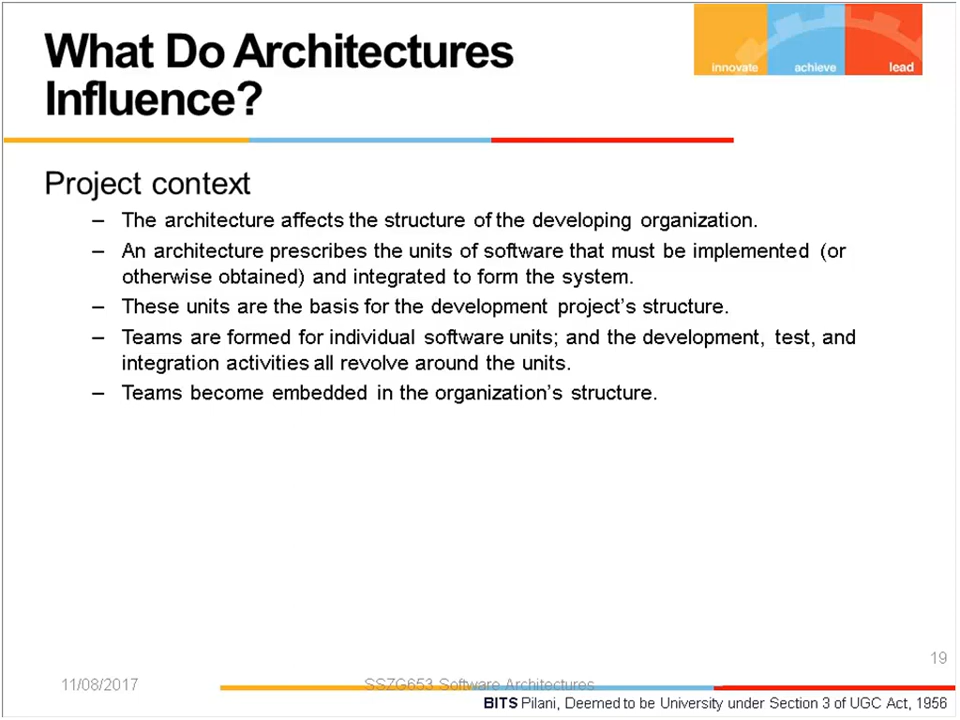 What Do Architectures
Influence?
innovate achieve lead
Project context
– The architecture affects the structure of the developing organization.
– An architecture prescribes the units of software that must be implemented (or
otherwise obtained) and integrated to form the system.
– These units are the basis for the development project's structure.
– Teams are formed for individual software units; and the development, test, and
integration activities all revolve around the units.
– Teams become embedded in the organization's structure.
19
11/08/2017 SSZG653 Software Architectures
BITS Pilani, Deemed to be University under Section 3 of UGC Act, 1956